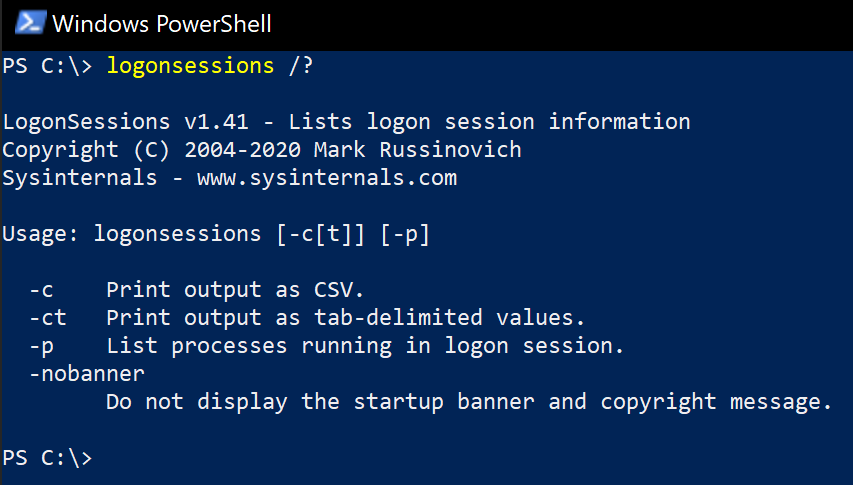 Windows PowerShell
PS C:\> logonsessions /?
LogonSessions v1.41 - Lists logon session information
Copyright (C) 2004-2020 Mark Russinovich
Sysinternals - www.sysinternals.com
Usage: logonsessions [-c[t]] [-p]
-c    Print output as CSV.
-ct   Print output as tab-delimited values.
-p    List processes running in logon session.
-nobanner
Do not display the startup banner and copyright message.
PS C:\>